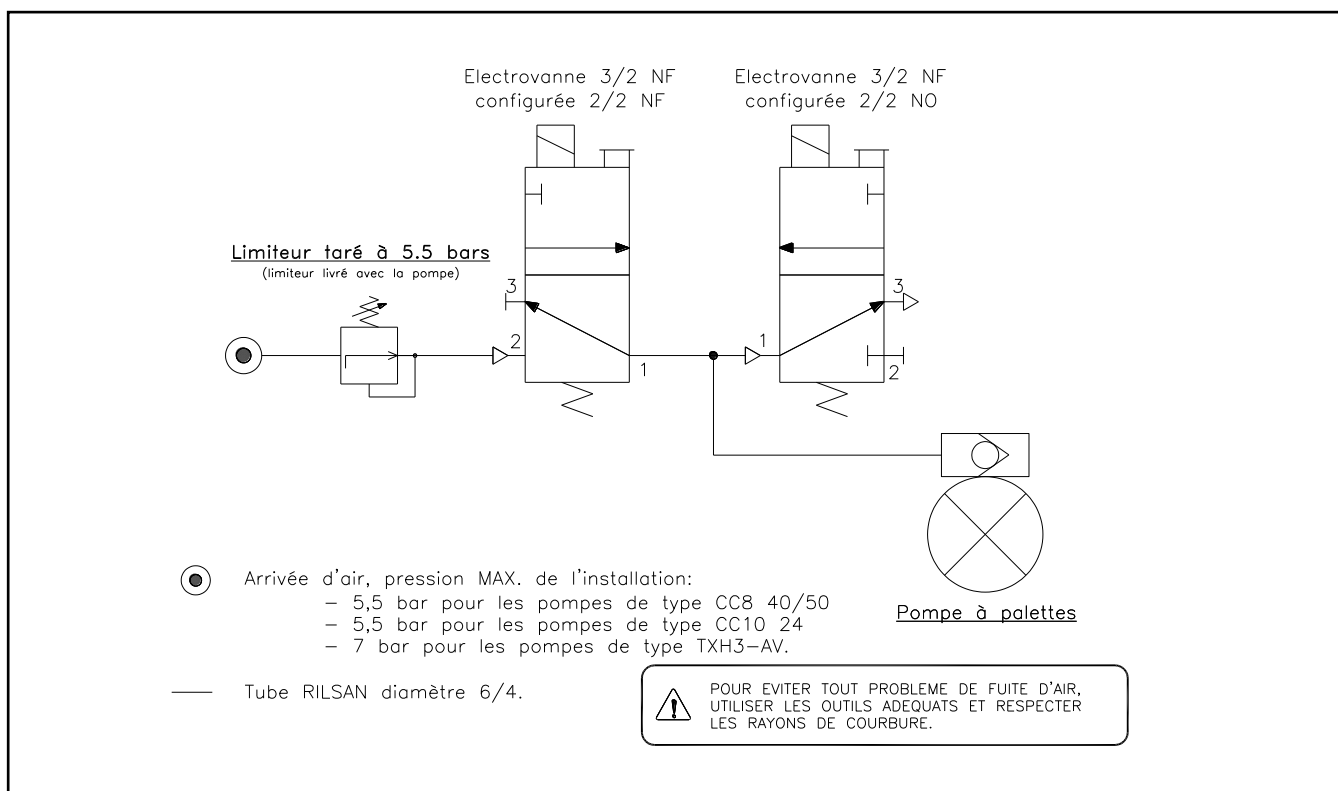 Electrovanne 3/2 NF
configurée 2/2 NF
Electrovanne 3/2 NF
configurée 2/2 NO
Limiteur taré à 5.5 bars
(limiteur livré avec la pompe)
3
2
1
1
3
2
Arrivée d'air, pression MAX. de l'installation:
– 5,5 bar pour les pompes de type CC8 40/50
– 5,5 bar pour les pompes de type CC10 24
– 7 bar pour les pompes de type TXH3–AV.
Pompe à palettes
Tube RILSAN diamètre 6/4.
POUR EVITER TOUT PROBLEME DE FUITE D'AIR,
UTILISER LES OUTILS ADEQUATS ET RESPECTER
LES RAYONS DE COURBURE.